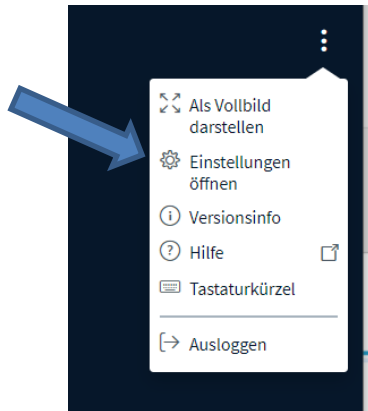 Als Vollbild
darstellen
Einstellungen
öffnen
Versionsinfo
Hilfe
Tastaturkürzel
Ausloggen